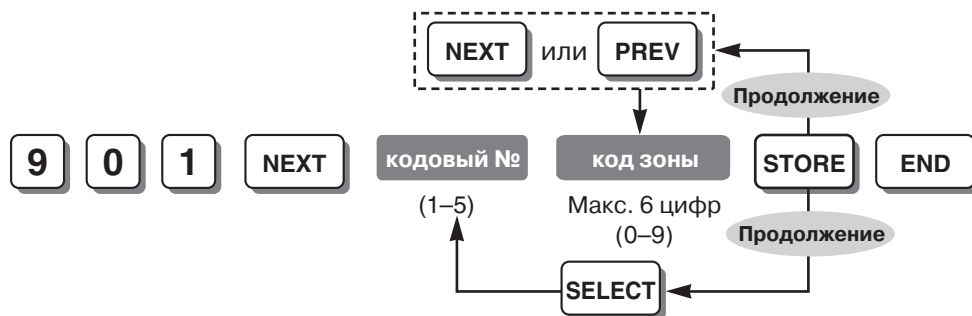 NEXT или PREV
Продолжение
9 0 1 NEXT кодовый № код зоны STORE END
(1–5) Макс. 6 цифр
(0–9)
Продолжение
SELECT